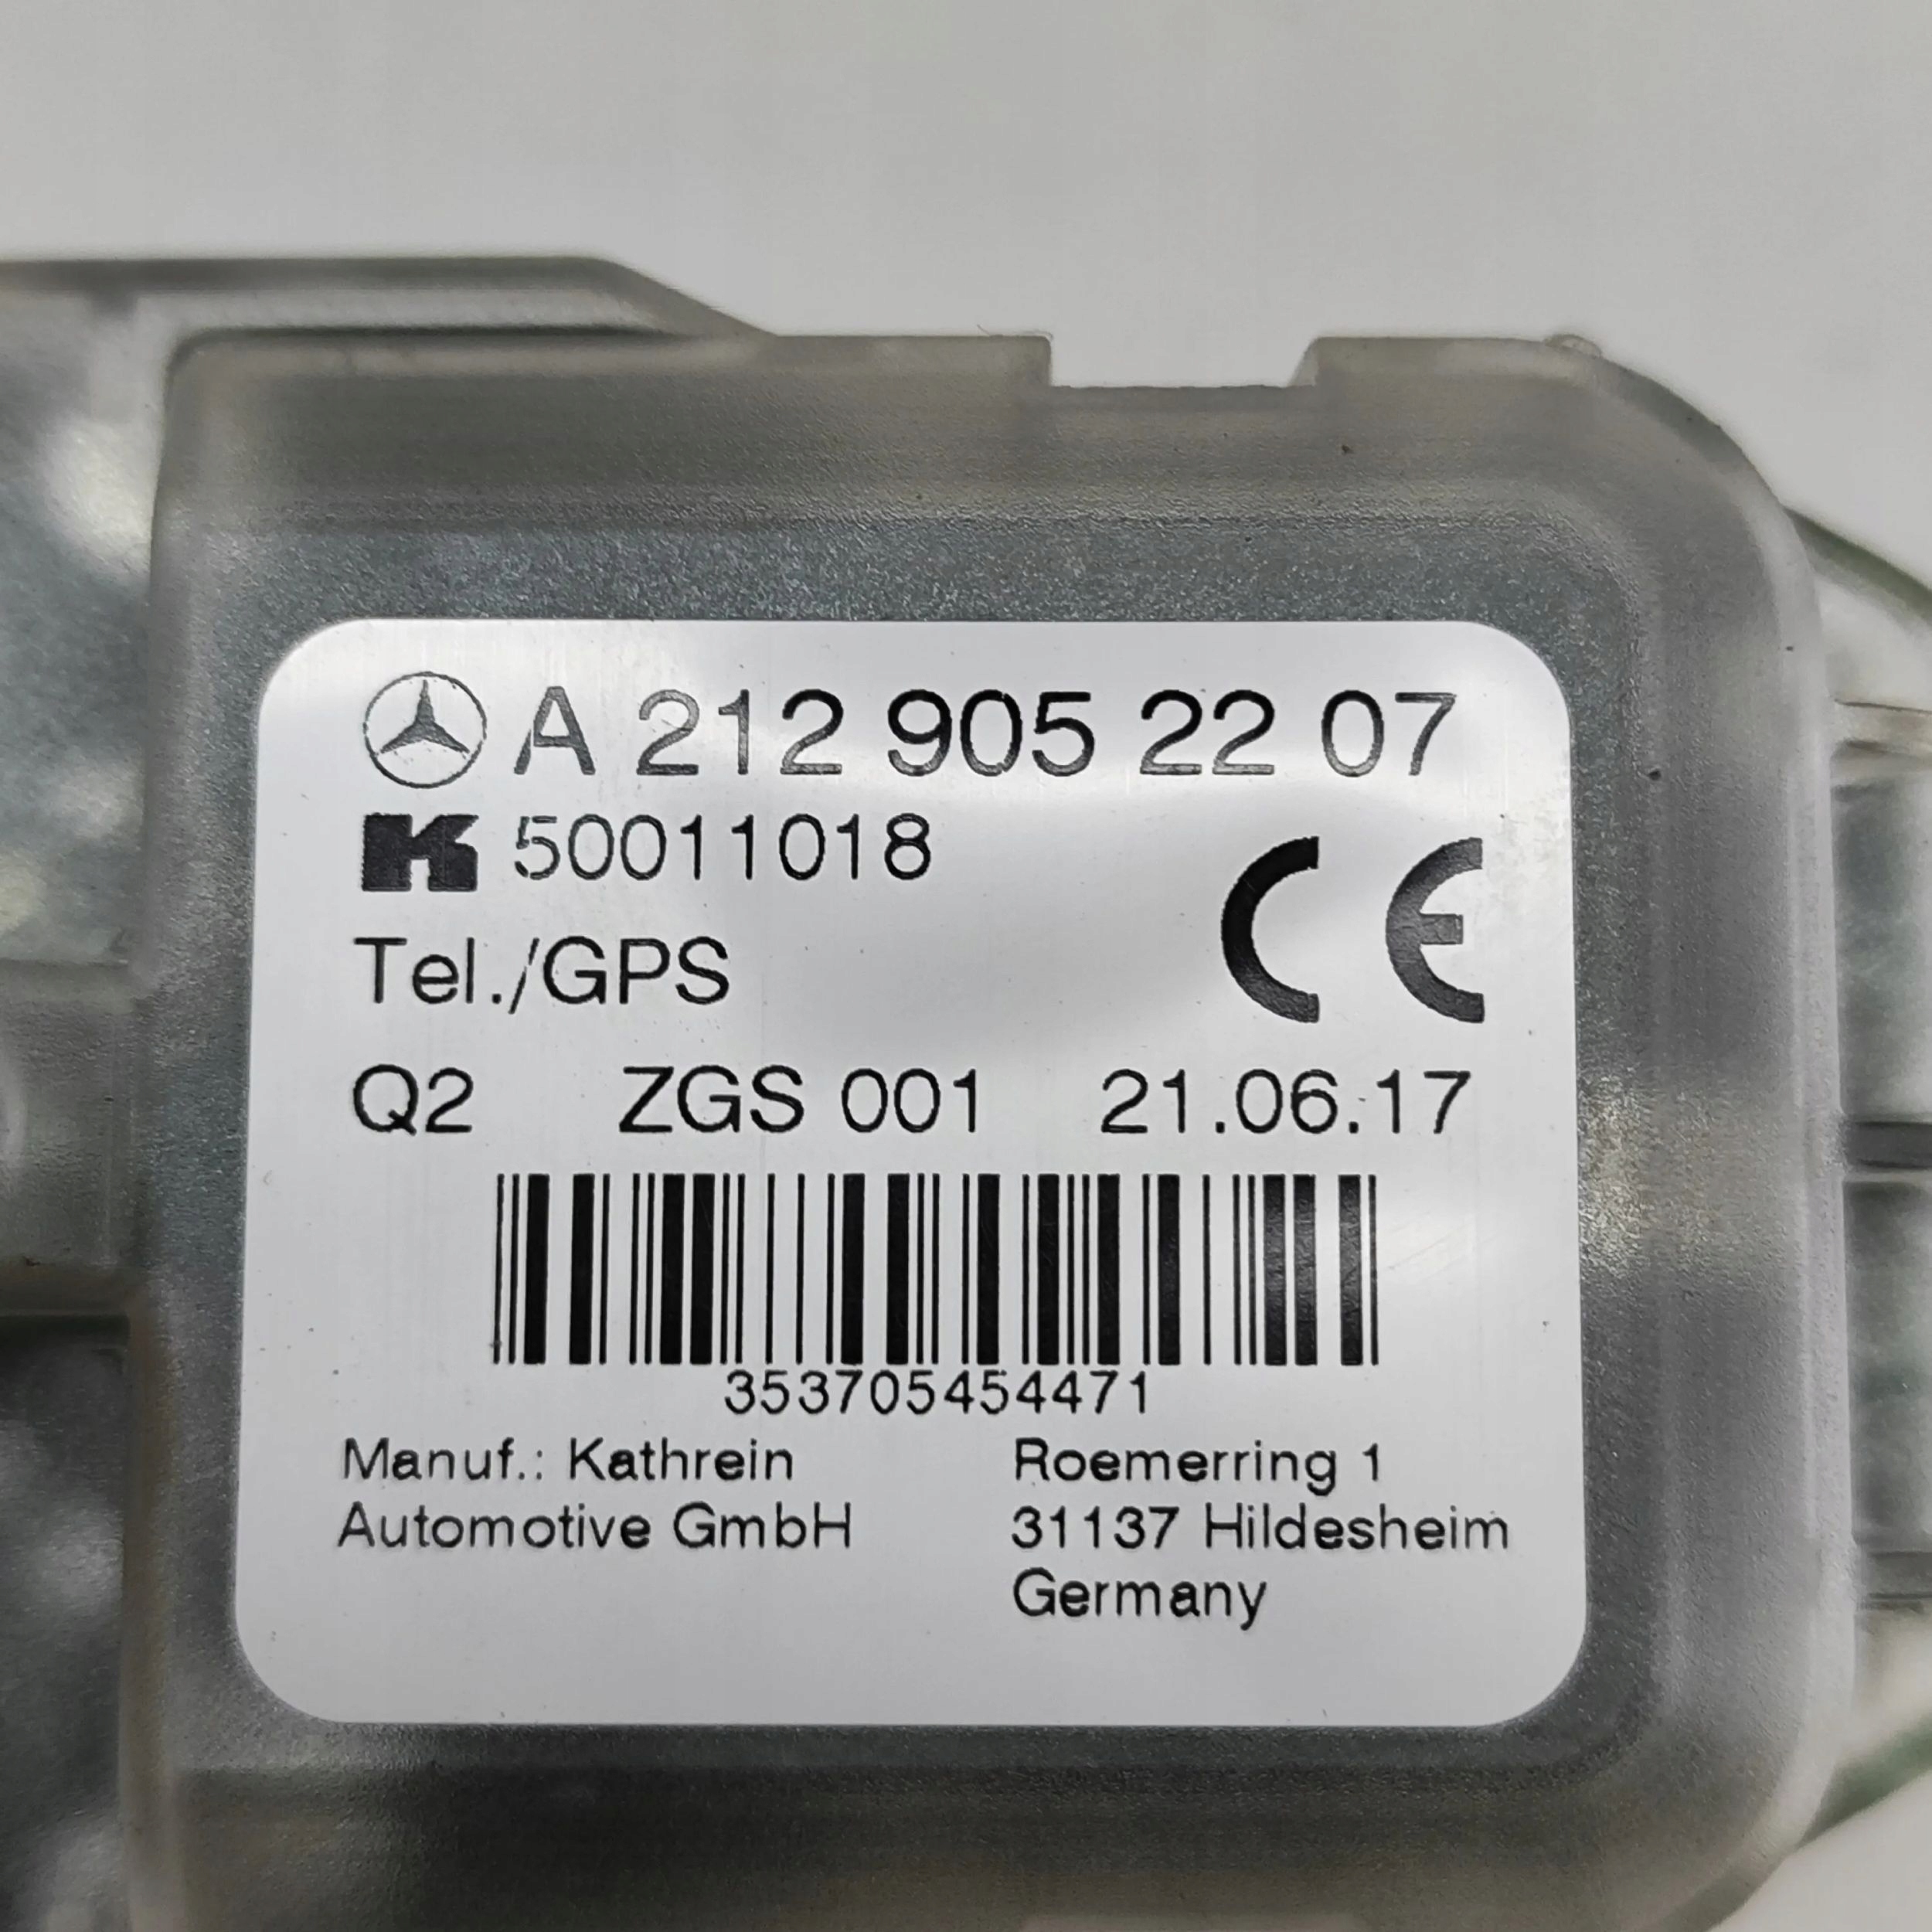 A 212 905 22 07
K 50011018
CE
Tel./GPS
Q2 ZGS 001 21.06.17
353705454471
Manuf.: Kathrein
Automotive GmbH
Roemerring 1
31137 Hildesheim
Germany